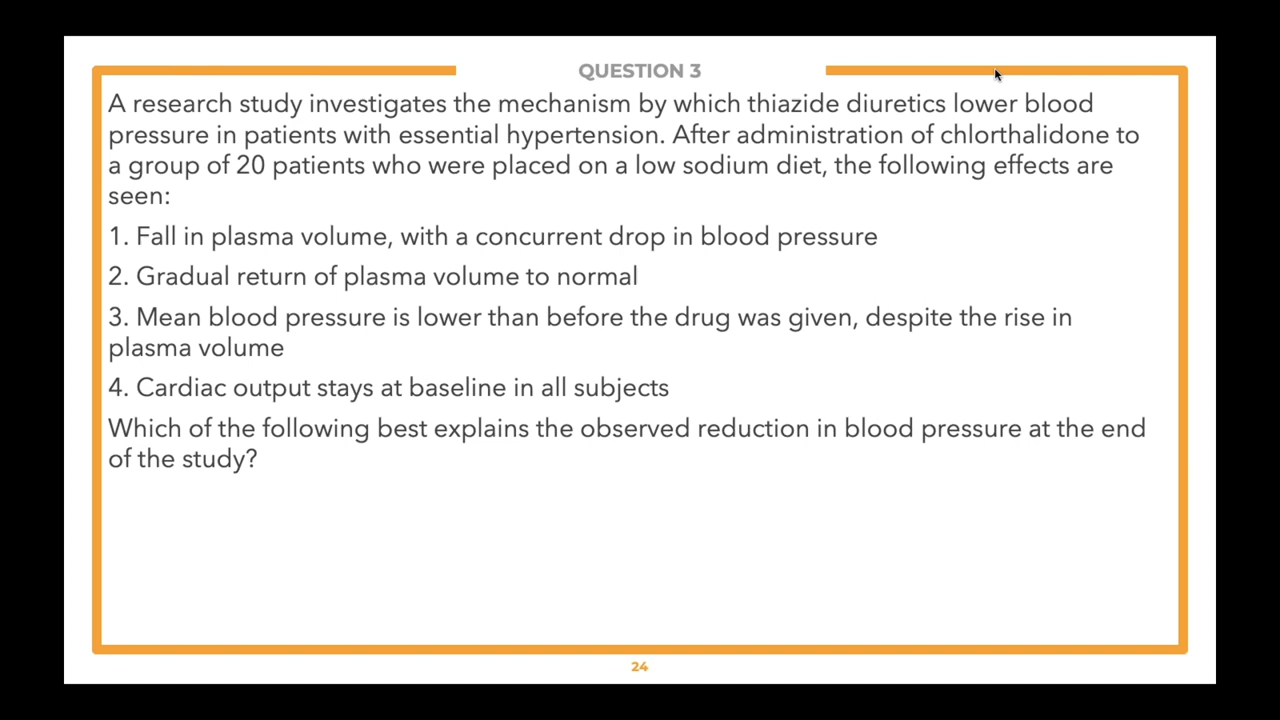 QUESTION 3
A research study investigates the mechanism by which thiazide diuretics lower blood
pressure in patients with essential hypertension. After administration of chlorthalidone to
a group of 20 patients who were placed on a low sodium diet, the following effects are
seen:
1. Fall in plasma volume, with a concurrent drop in blood pressure
2. Gradual return of plasma volume to normal
3. Mean blood pressure is lower than before the drug was given, despite the rise in
plasma volume
4. Cardiac output stays at baseline in all subjects
Which of the following best explains the observed reduction in blood pressure at the end
of the study?
24